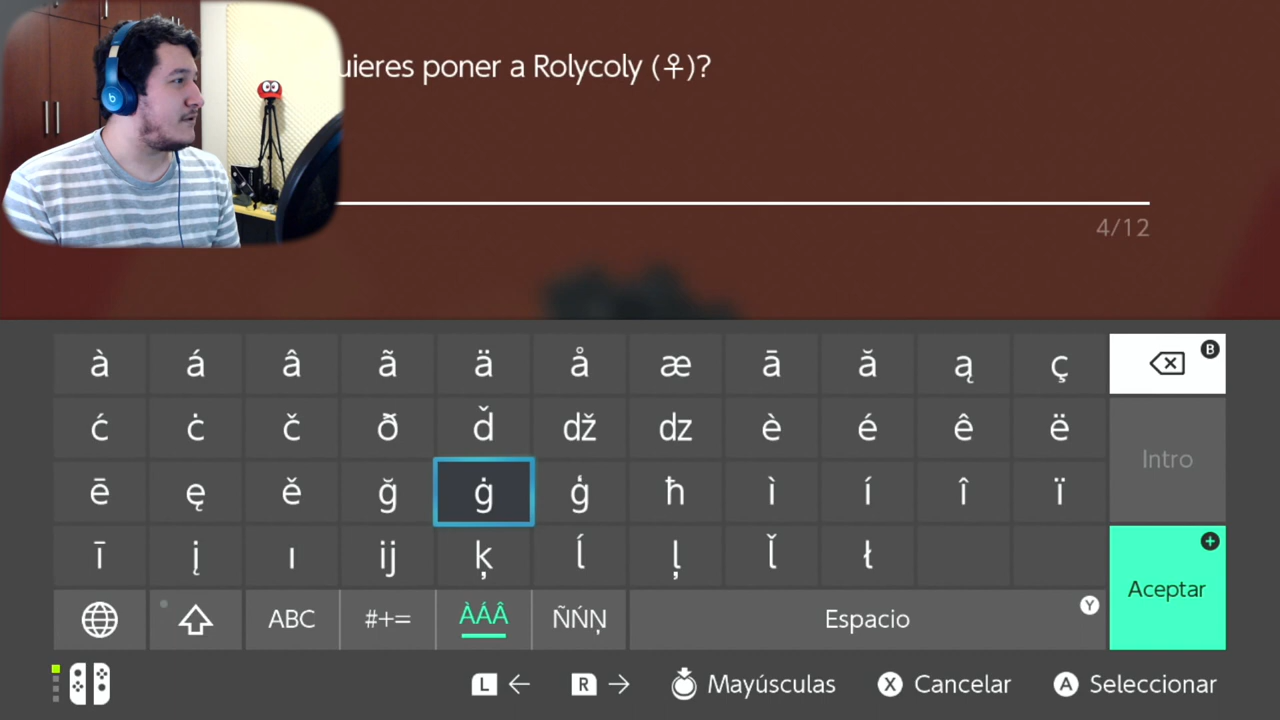 uieres poner a Rolycoly (♀)?
4/12
à á â ã ä å æ ā ă ą ç B
ć ċ č ð ď dž dz è é ê ë
Intro
ē ę ě ğ ġ ģ ħ ì í î ï
ī į ı ij ķ ĺ ļ ľ ł +
Aceptar
ABC #+= ÀÁÂ ÑŃŅ Espacio Y
L ← R → Mayúsculas X Cancelar A Seleccionar